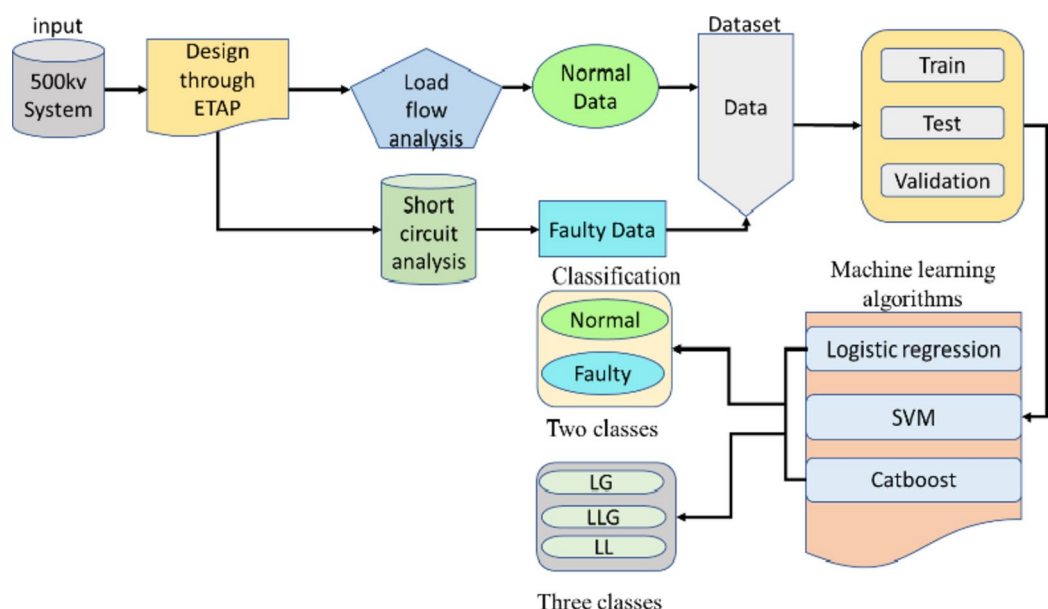 input
500kv
System
Design
through
ETAP
Load
flow
analysis
Normal
Data
Dataset
Data
Train
Test
Validation
Short
circuit
analysis
Faulty Data
Classification
Normal
Faulty
Two classes
LG
LLG
LL
Three classes
Machine learning
algorithms
Logistic regression
SVM
Catboost